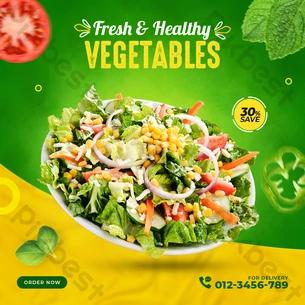 Fresh & Healthy
VEGETABLES
30%
SAVE
ORDER NOW
FOR DELIVERY
012-3456-789